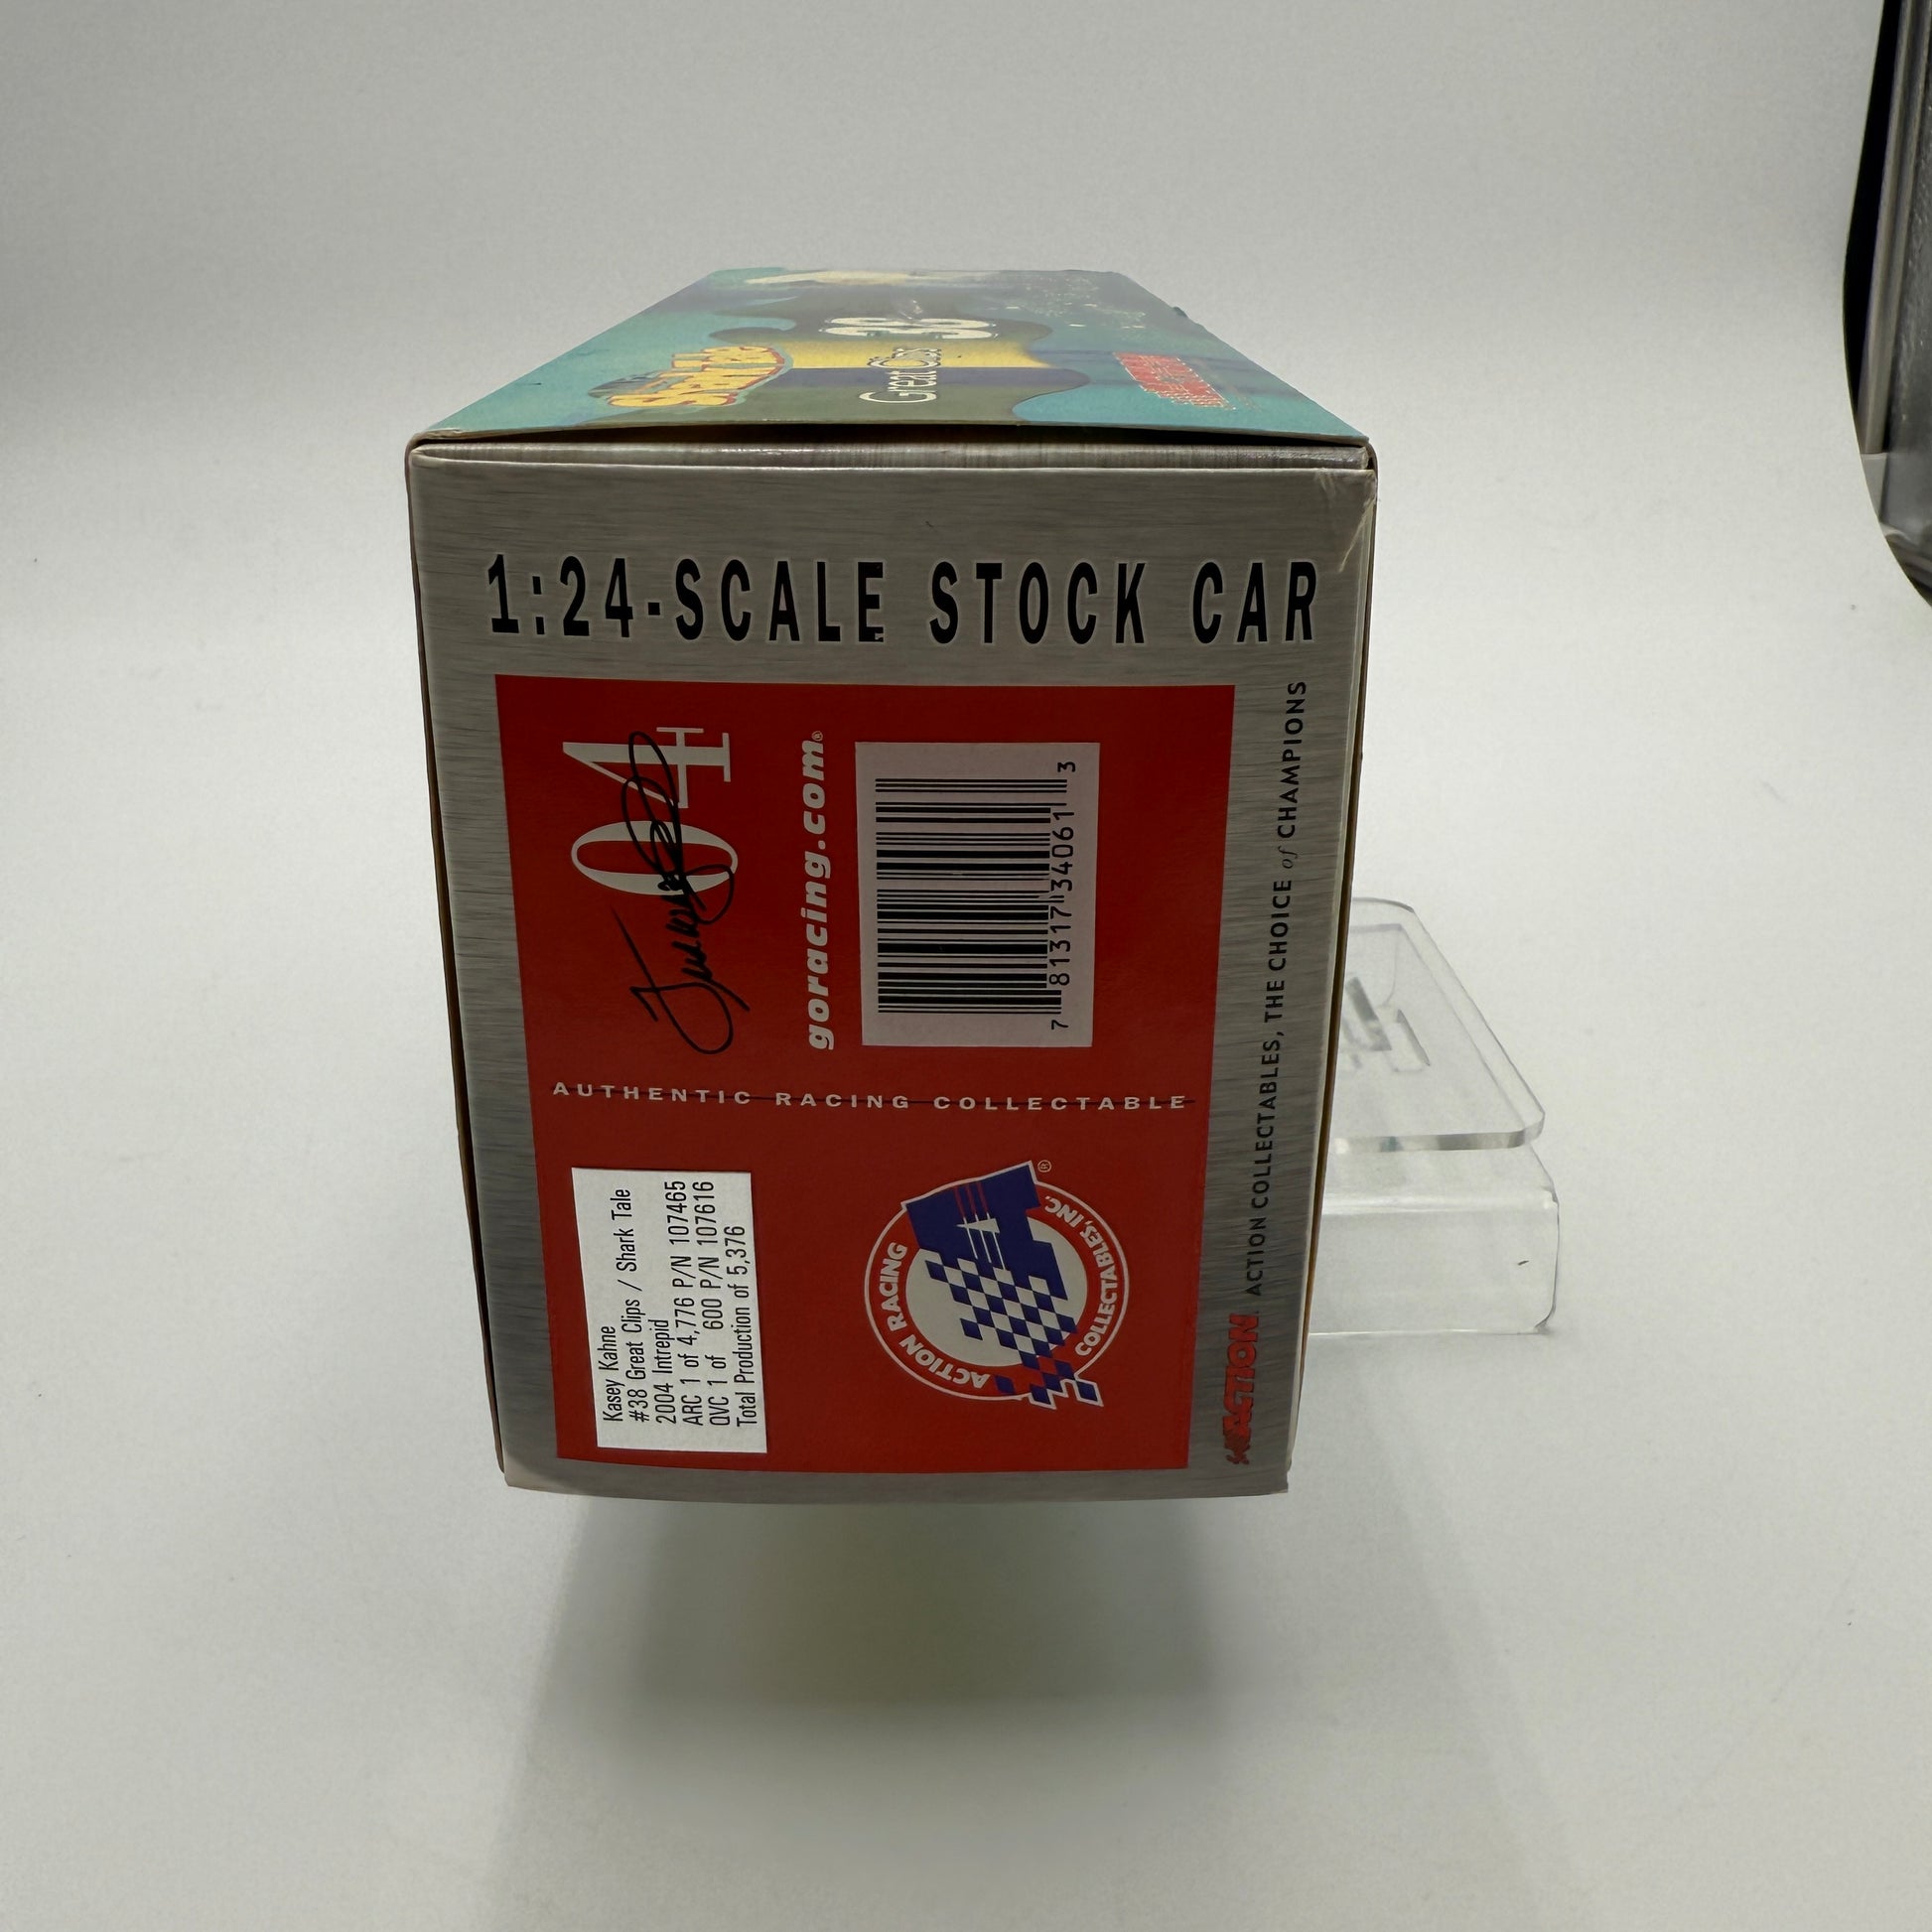 Shark Tale
Great Clips
38
1:24-SCALE STOCK CAR
04
goracing.com®
7 81317 34061 3
AUTHENTIC RACING COLLECTABLE
Kasey Kahne
#38 Great Clips / Shark Tale
2004 Intrepid
ARC 1 of 4,776 P/N 107465
QVC 1 of 600 P/N 107616
Total Production of 5,376
ACTION RACING COLLECTABLES, INC. ®
ACTION ACTION COLLECTABLES, THE CHOICE of CHAMPIONS